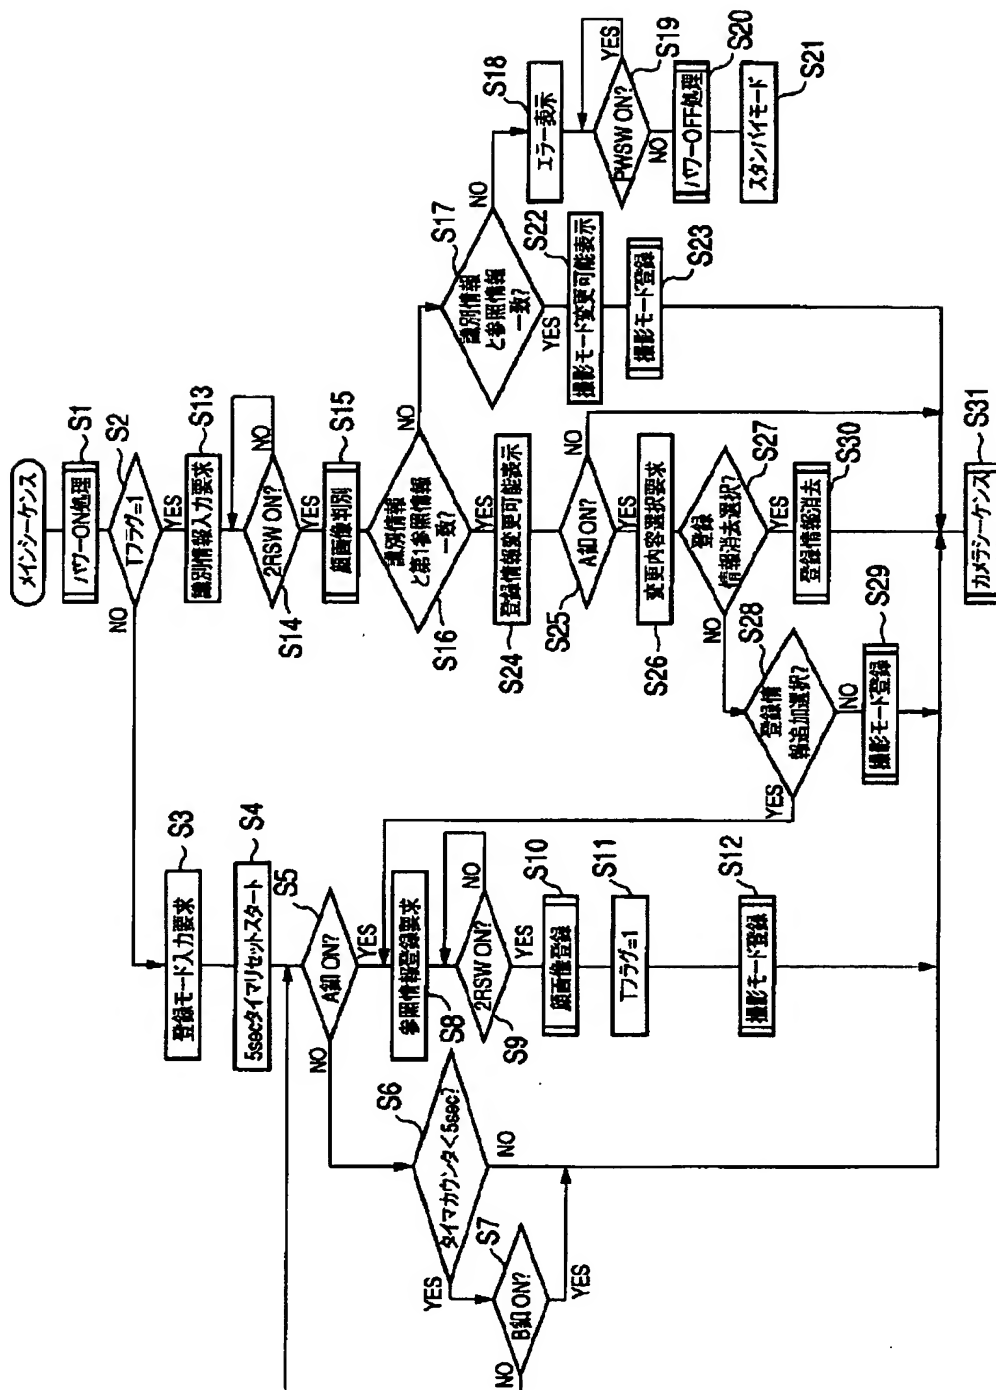 メインシーケンス
パワーON処理
S1
Tフラグ=1
S2
NO
YES
登録モード入力要求
S3
5secタイマリセットスタート
S4
A釦 ON?
S5
NO
YES
タイマカウンタ<5sec?
S6
YES
NO
B釦 ON?
S7
NO
YES
参照情報登録要求
S8
2RSW ON?
S9
NO
YES
顔画像登録
S10
Tフラグ=1
S11
撮影モード登録
S12
識別情報入力要求
S13
2RSW ON?
S14
NO
YES
顔画像判別
S15
識別情報
と第1参照情報
一致?
S16
NO
YES
識別情報
と参照情報
一致?
S17
NO
YES
エラー表示
S18
PWSW ON?
S19
YES
NO
パワーOFF処理
S20
スタンバイモード
S21
撮影モード変更可能表示
S22
撮影モード登録
S23
登録情報変更可能表示
S24
A釦 ON?
S25
NO
YES
変更内容選択要求
S26
登録
情報消去選択?
S27
NO
YES
登録情
報追加選択?
S28
YES
NO
撮影モード登録
S29
登録情報消去
S30
カメラシーケンス
S31